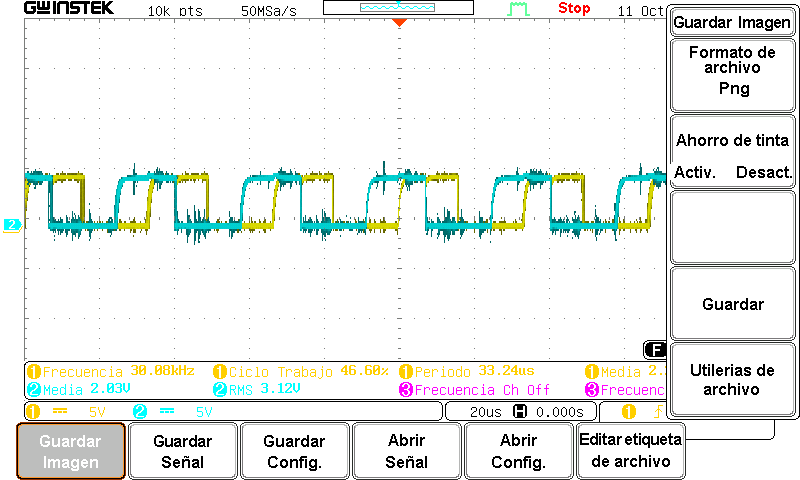 GWINSTEK 10k pts 50MSa/s Stop 11 Oct
Guardar Imagen
Formato de
archivo
Png
Ahorro de tinta
Activ. Desact.
Guardar
Utilerias de
archivo
2
F
1 Frecuencia 30.08kHz 1 Ciclo Trabajo 46.60% 1 Periodo 33.24us 1 Media 2.
2 Media 2.03V 2 RMS 3.12V 3 Frecuencia Ch Off 3 Frecuenc
1 5V 2 5V 20us H 0.000s 1
Guardar
Imagen
Guardar
Señal
Guardar
Config.
Abrir
Señal
Abrir
Config.
Editar etiqueta
de archivo